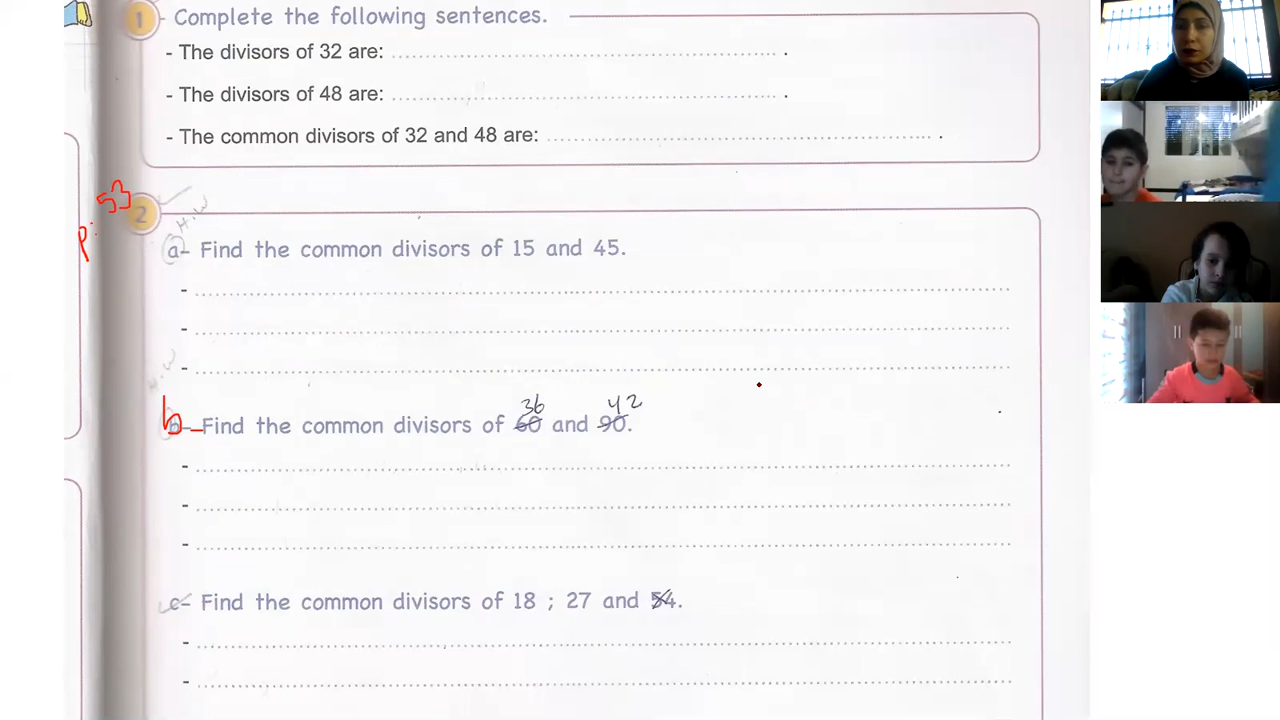 1 - Complete the following sentences.
- The divisors of 32 are: ........................ .
- The divisors of 48 are: ........................ .
- The common divisors of 32 and 48 are: ........................ .
p: 53
2
H.W
a- Find the common divisors of 15 and 45.
- ........................
- ........................
- ........................
H.W
36 42
b- Find the common divisors of 60 and 90.
- ........................
- ........................
- ........................
c- Find the common divisors of 18 ; 27 and 54.
- ........................
- ........................